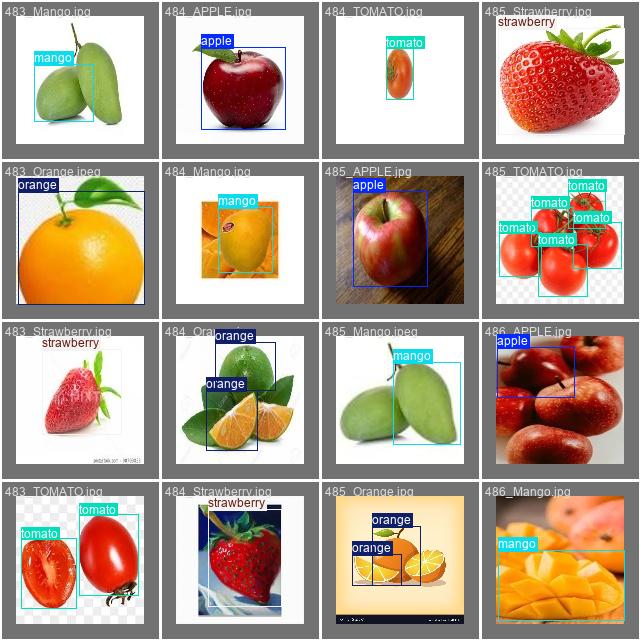 483_Mango.jpg
mango
484_APPLE.jpg
apple
484_TOMATO.jpg
tomato
485_Strawberry.jpg
strawberry
483_Orange.jpeg
orange
484_Mango.jpg
mango
485_APPLE.jpg
apple
485_TOMATO.jpg
tomato
tomato
tomato
tomato
tomato
483_Strawberry.jpg
strawberry
484_Ora
orange
orange
485_Mango.jpeg
mango
486_APPLE.jpg
apple
483_TOMATO.jpg
tomato
tomato
484_Strawberry.jpg
strawberry
485_Orange.jpg
orange
orange
486_Mango.jpg
mango